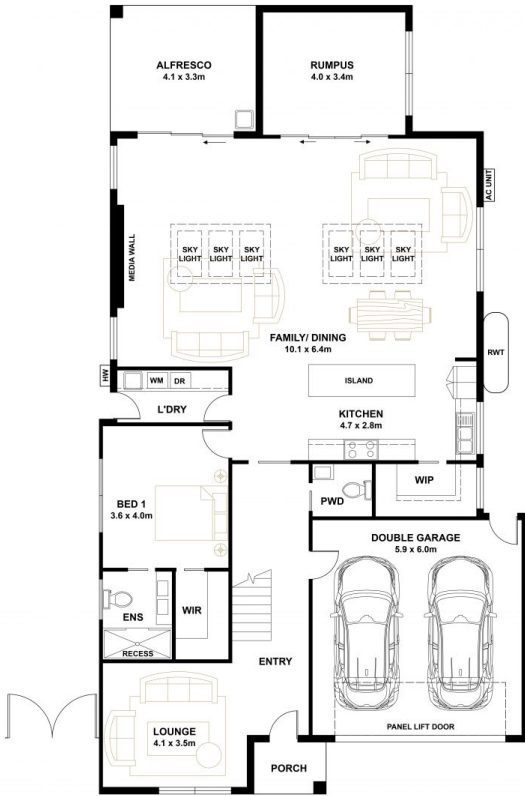 ALFRESCO
4.1 x 3.3m
RUMPUS
4.0 x 3.4m
AC UNIT
MEDIA WALL
SKY
LIGHT
SKY
LIGHT
SKY
LIGHT
SKY
LIGHT
SKY
LIGHT
SKY
LIGHT
FAMILY/ DINING
10.1 x 6.4m
RWT
HW
WM
DR
ISLAND
L'DRY
KITCHEN
4.7 x 2.8m
BED 1
3.6 x 4.0m
PWD
WIP
DOUBLE GARAGE
5.9 x 6.0m
ENS
WIR
RECESS
ENTRY
LOUNGE
4.1 x 3.5m
PANEL LIFT DOOR
PORCH